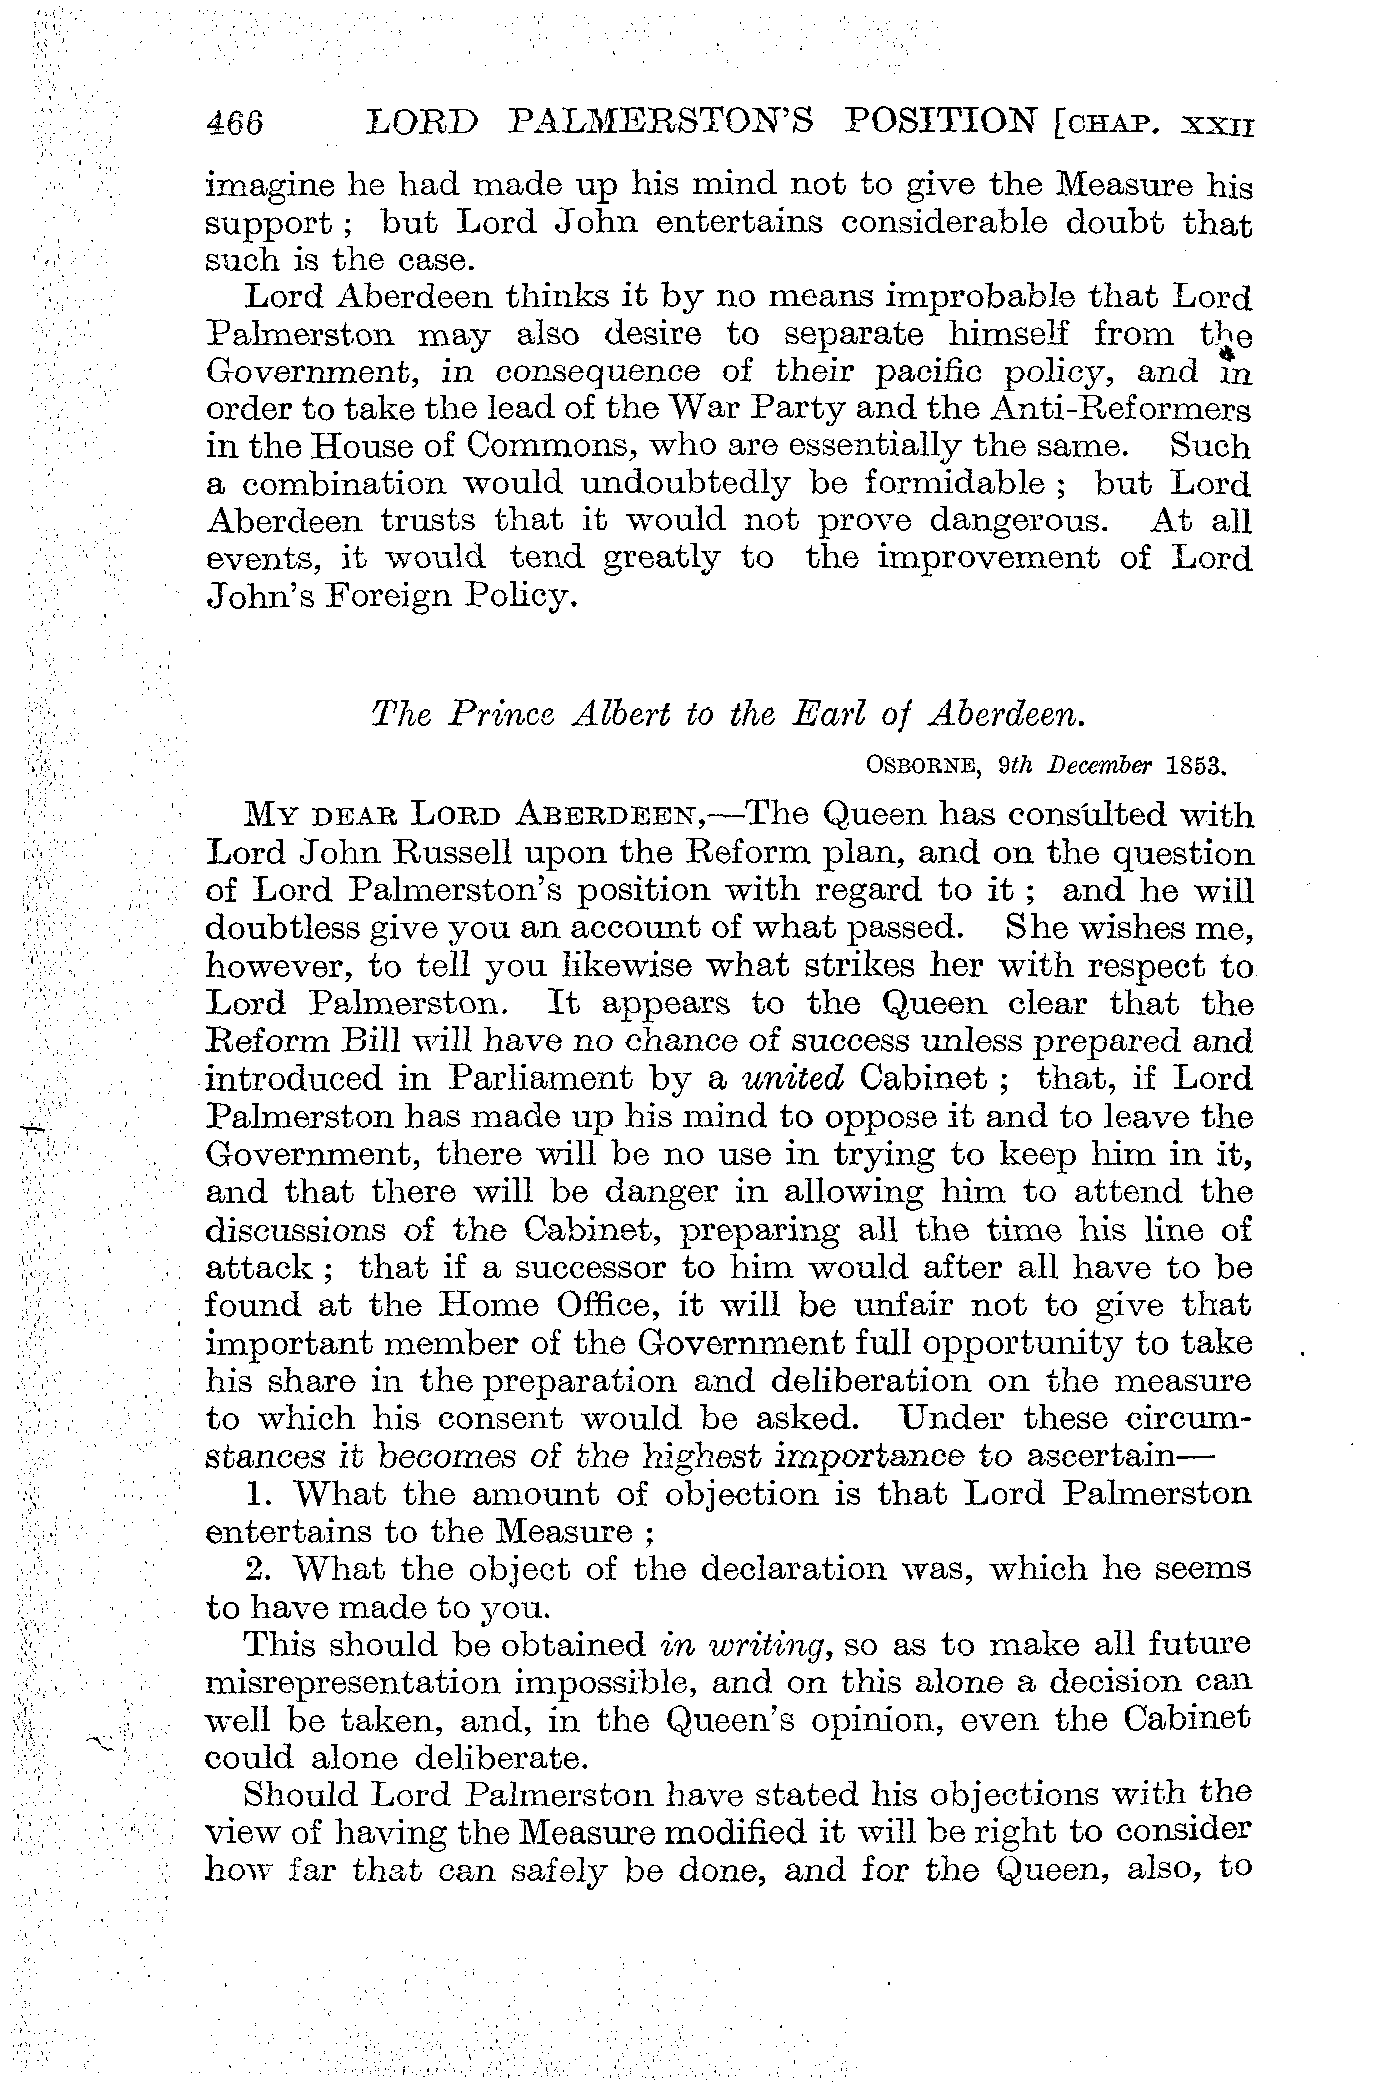 466 LORD PALMERSTON'S POSITION [CHAP. XXII
imagine he had made up his mind not to give the Measure his
support ; but Lord John entertains considerable doubt that
such is the case.
Lord Aberdeen thinks it by no means improbable that Lord
Palmerston may also desire to separate himself from the
Government, in consequence of their pacific policy, and in
order to take the lead of the War Party and the Anti-Reformers
in the House of Commons, who are essentially the same. Such
a combination would undoubtedly be formidable ; but Lord
Aberdeen trusts that it would not prove dangerous. At all
events, it would tend greatly to the improvement of Lord
John's Foreign Policy.
The Prince Albert to the Earl of Aberdeen.
OSBORNE, 9th December 1853.
MY DEAR LORD ABERDEEN,—The Queen has consulted with
Lord John Russell upon the Reform plan, and on the question
of Lord Palmerston's position with regard to it ; and he will
doubtless give you an account of what passed. She wishes me,
however, to tell you likewise what strikes her with respect to
Lord Palmerston. It appears to the Queen clear that the
Reform Bill will have no chance of success unless prepared and
introduced in Parliament by a united Cabinet ; that, if Lord
Palmerston has made up his mind to oppose it and to leave the
Government, there will be no use in trying to keep him in it,
and that there will be danger in allowing him to attend the
discussions of the Cabinet, preparing all the time his line of
attack ; that if a successor to him would after all have to be
found at the Home Office, it will be unfair not to give that
important member of the Government full opportunity to take
his share in the preparation and deliberation on the measure
to which his consent would be asked. Under these circum-
stances it becomes of the highest importance to ascertain—
1. What the amount of objection is that Lord Palmerston
entertains to the Measure ;
2. What the object of the declaration was, which he seems
to have made to you.
This should be obtained in writing, so as to make all future
misrepresentation impossible, and on this alone a decision can
well be taken, and, in the Queen's opinion, even the Cabinet
could alone deliberate.
Should Lord Palmerston have stated his objections with the
view of having the Measure modified it will be right to consider
how far that can safely be done, and for the Queen, also, to